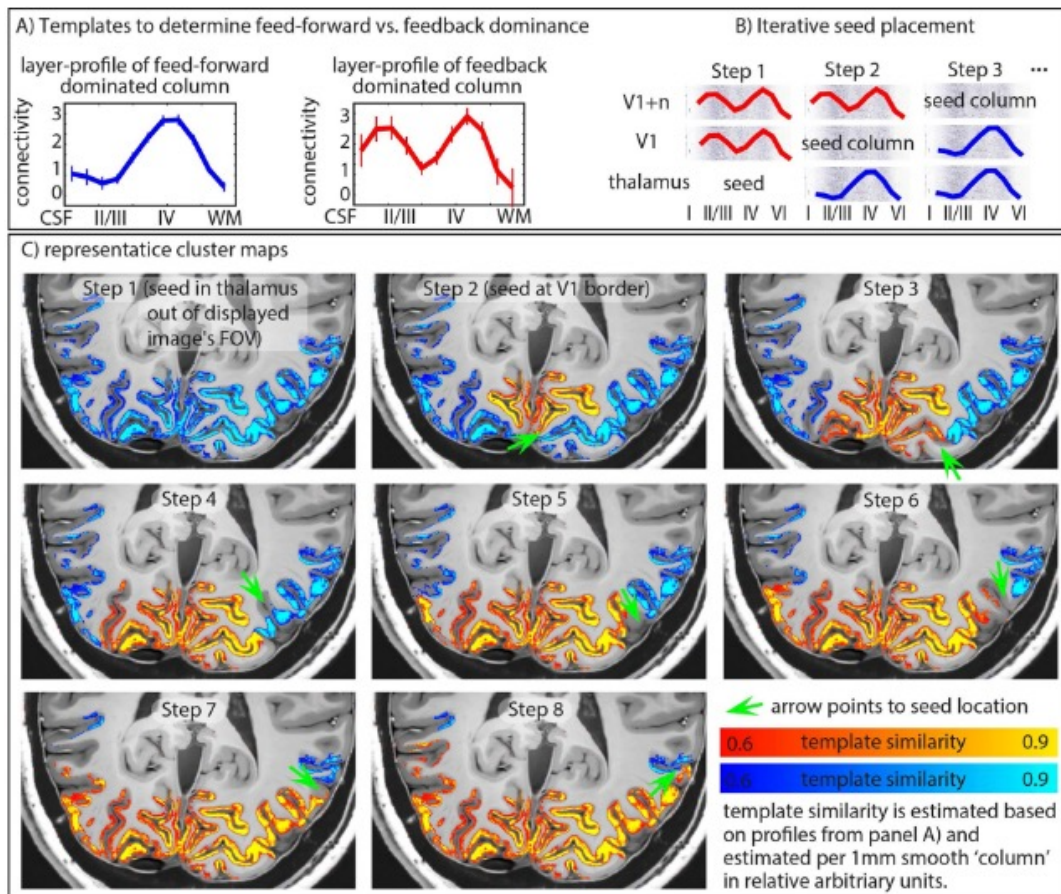 A) Templates to determine feed-forward vs. feedback dominance
layer-profile of feed-forward
dominated column
connectivity
3
2
1
0
CSF II/III IV WM
layer-profile of feedback
dominated column
connectivity
3
2
1
0
CSF II/III IV WM
B) Iterative seed placement
Step 1 Step 2 Step 3 ...
V1+n seed column
V1 seed column
thalamus seed
I II/III IV VI I II/III IV VI I II/III IV VI
C) representatice cluster maps
Step 1 (seed in thalamus
out of displayed
image's FOV)
Step 2 (seed at V1 border)
Step 3
Step 4
Step 5
Step 6
Step 7
Step 8
arrow points to seed location
0.6 template similarity 0.9
0.6 template similarity 0.9
template similarity is estimated based
on profiles from panel A) and
estimated per 1mm smooth ‘column’
in relative arbitriary units.